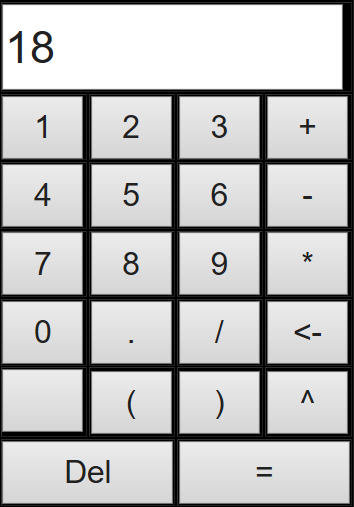 18
1 2 3 +
4 5 6 -
7 8 9 *
0 . / <-
( ) ^
Del =